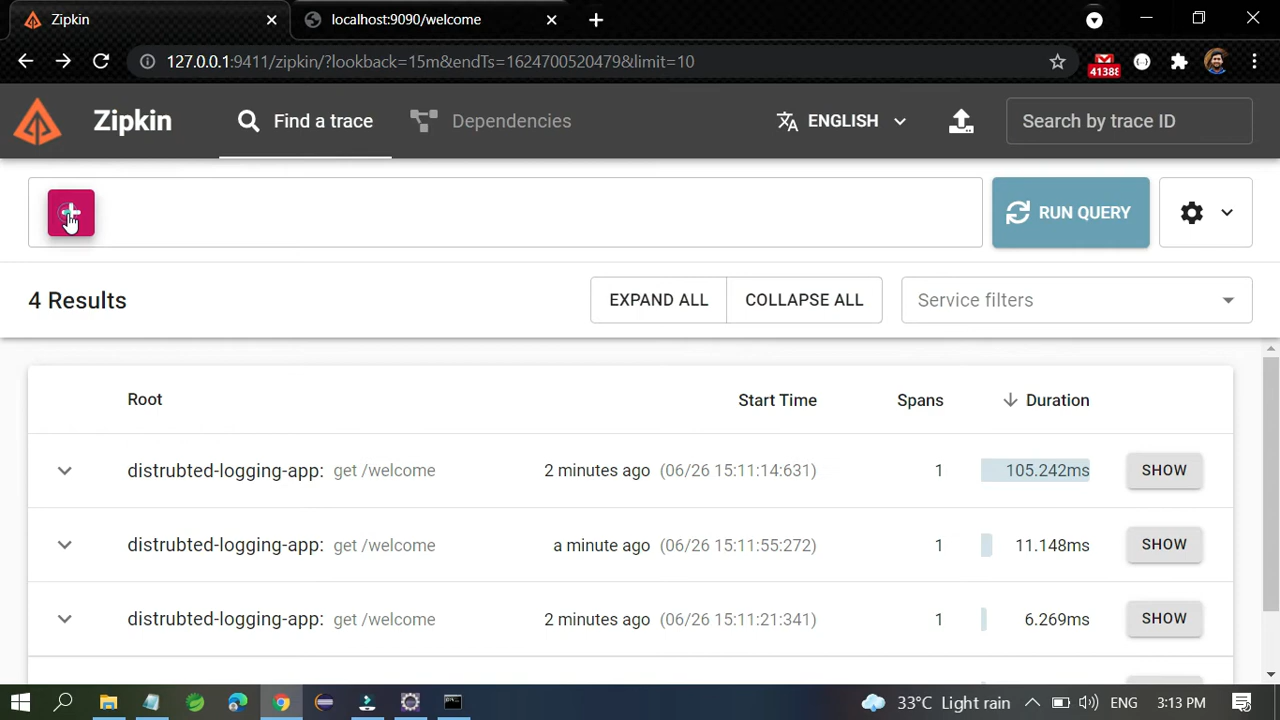 Zipkin
localhost:9090/welcome
127.0.0.1:9411/zipkin/?lookback=15m&endTs=1624700520479&limit=10
41388
Zipkin
Find a trace
Dependencies
ENGLISH
Search by trace ID
RUN QUERY
4 Results
EXPAND ALL
COLLAPSE ALL
Service filters
Root Start Time Spans Duration
distrubted-logging-app: get /welcome 2 minutes ago (06/26 15:11:14:631) 1 105.242ms SHOW
distrubted-logging-app: get /welcome a minute ago (06/26 15:11:55:272) 1 11.148ms SHOW
distrubted-logging-app: get /welcome 2 minutes ago (06/26 15:11:21:341) 1 6.269ms SHOW
33°C Light rain ENG 3:13 PM